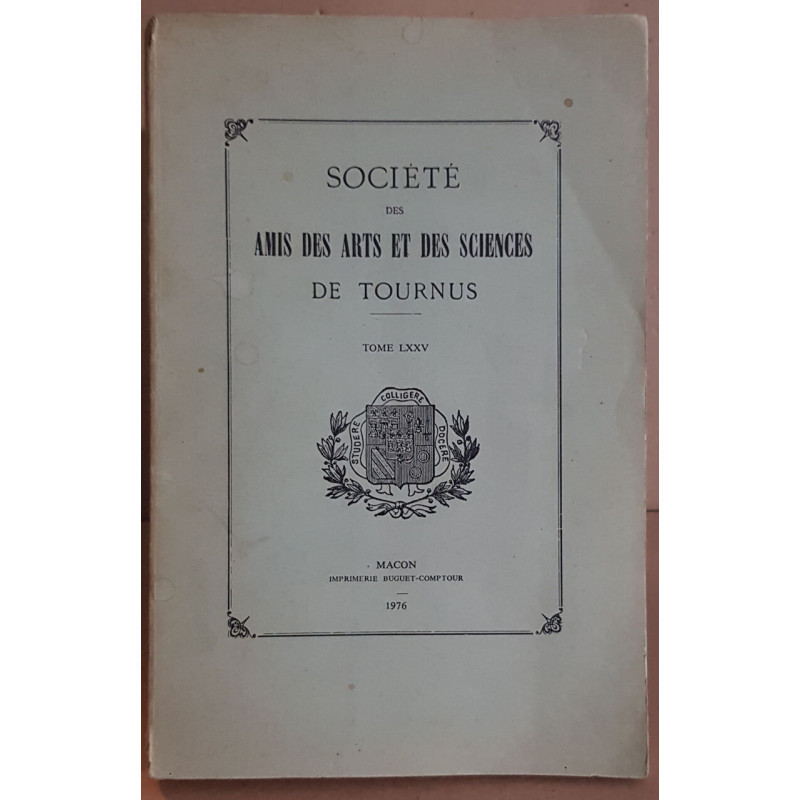 SOCIÉTÉ
DES
AMIS DES ARTS ET DES SCIENCES
DE TOURNUS
TOME LXXV
STUDERE COLLIGERE DOCERE
MACON
IMPRIMERIE BUGUET-COMPTOUR
1976